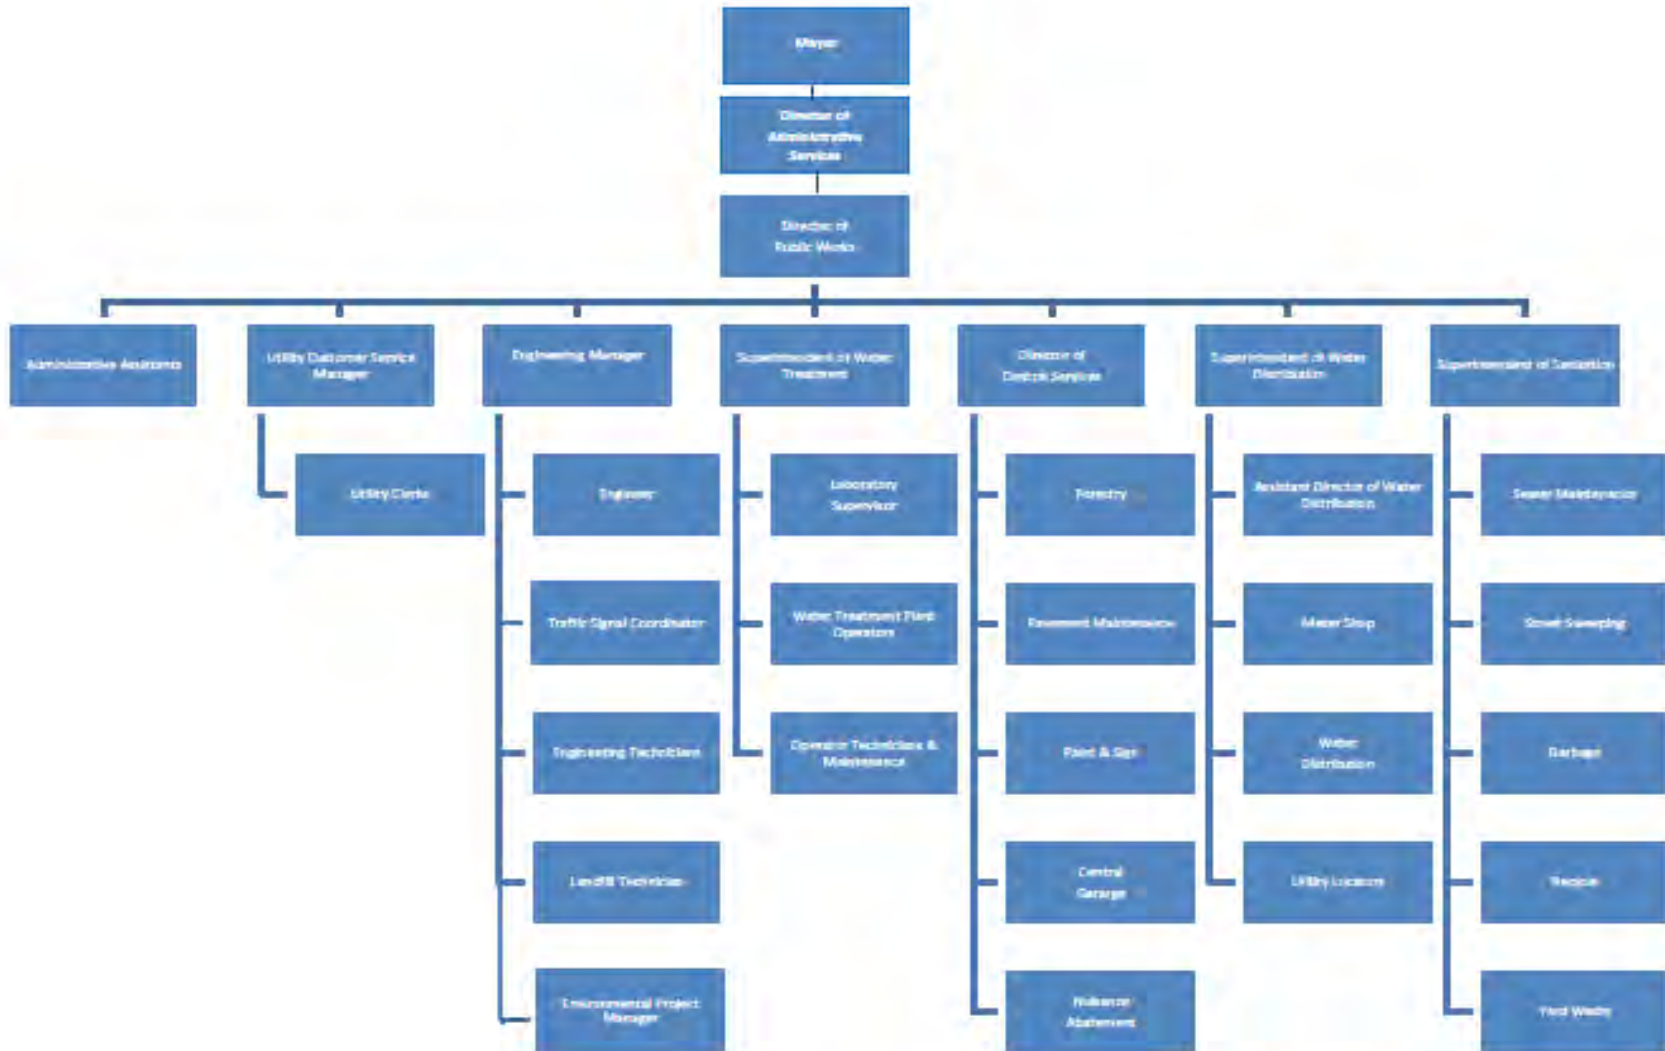 Mayor
Director of
Administrative
Services
Director of
Public Works
Administrative Assistants
Utility Customer Service
Manager
Engineering Manager
Superintendent of Water
Treatment
Director of
Central Services
Superintendent of Water
Distribution
Superintendent of Sanitation
Utility Clerks
Engineer
Laboratory
Supervisor
Forestry
Assistant Director of Water
Distribution
Sewer Maintenance
Traffic Signal Coordinator
Water Treatment Plant
Operators
Pavement Maintenance
Meter Shop
Street Sweeping
Engineering Technicians
Operator Technicians &
Maintenance
Paint & Sign
Water
Distribution
Garbage
Landfill Technician
Central
Utility Locators
Recycle
Environmental Project
Manager
Nuisance
Abatement
Yard Waste